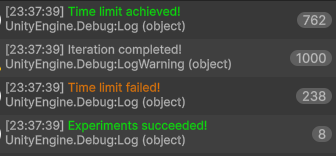 [23:37:39] Time limit achieved!
UnityEngine.Debug:Log (object)
762
[23:37:39] Iteration completed!
UnityEngine.Debug:LogWarning (object)
1000
[23:37:39] Time limit failed!
UnityEngine.Debug:Log (object)
238
[23:37:39] Experiments succeeded!
UnityEngine.Debug:Log (object)
8